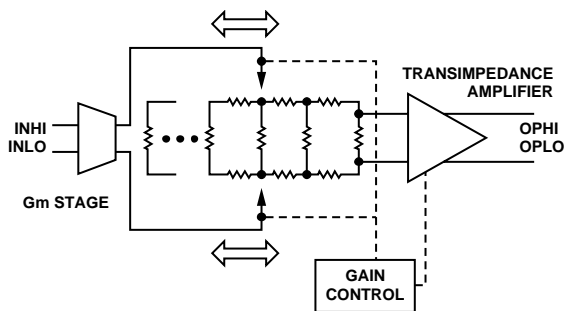 TRANSIMPEDANCE
AMPLIFIER
INHI
INLO
OPHI
OPLO
Gm STAGE
GAIN
CONTROL